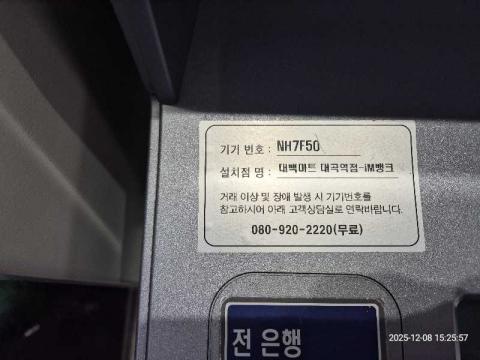 기기 번호 : NH7F50
설치점 명 : 대백마트 대곡역점-iM뱅크
거래 이상 및 장애 발생 시 기기번호를
참고하시어 아래 고객상담실로 연락바랍니다.
080-920-2220(무료)
전 은행
2025-12-08 15:25:57